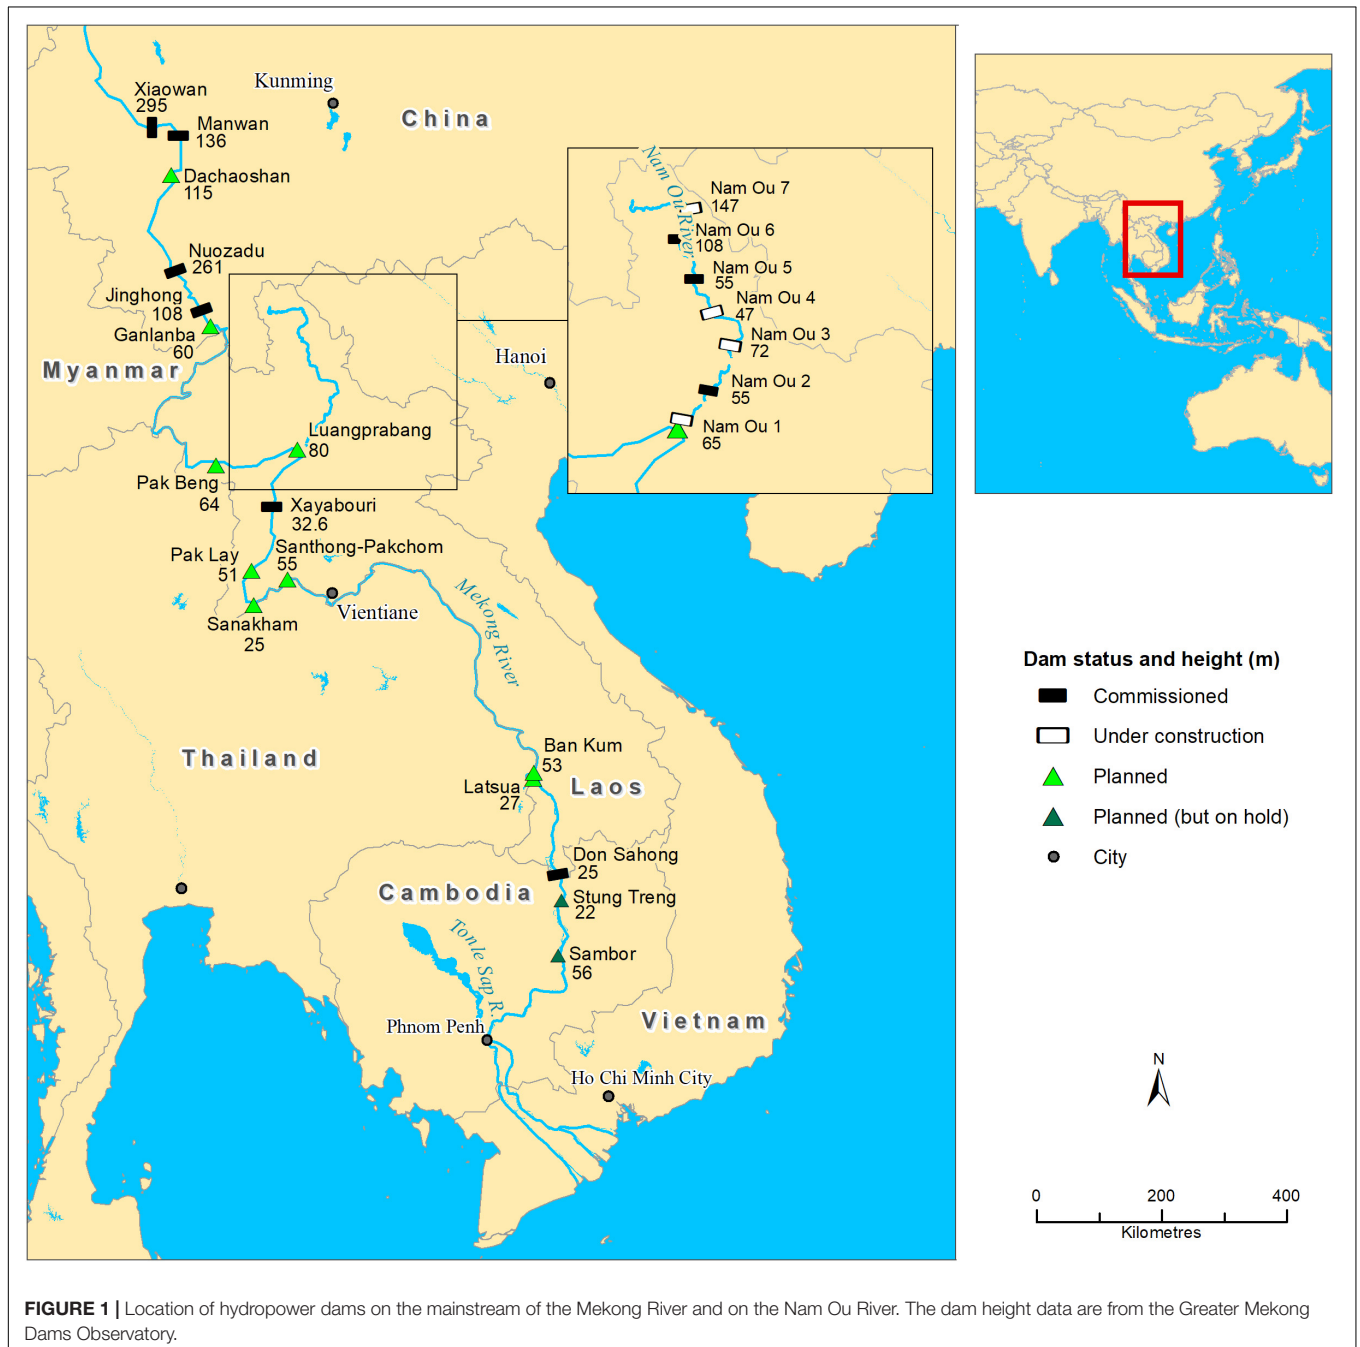 Kunming
China
Xiaowan
295
Manwan
136
Dachaoshan
115
Nuozadu
261
Jinghong
108
Ganlanba
60
Myanmar
Hanoi
Luangprabang
80
Pak Beng
64
Xayabouri
32.6
Pak Lay
51
Santhong-Pakchom
55
Sanakham
25
Vientiane
Mekong River
Thailand
Ban Kum
53
Latsua
27
Laos
Don Sahong
25
Cambodia
Stung Treng
22
Tonle Sap R.
Sambor
56
Phnom Penh
Vietnam
Ho Chi Minh City
Nam Ou River
Nam Ou 7
147
Nam Ou 6
108
Nam Ou 5
55
Nam Ou 4
47
Nam Ou 3
72
Nam Ou 2
55
Nam Ou 1
65
Dam status and height (m)
Commissioned
Under construction
Planned
Planned (but on hold)
City
N
0 200 400
Kilometres
FIGURE 1 | Location of hydropower dams on the mainstream of the Mekong River and on the Nam Ou River. The dam height data are from the Greater Mekong
Dams Observatory.